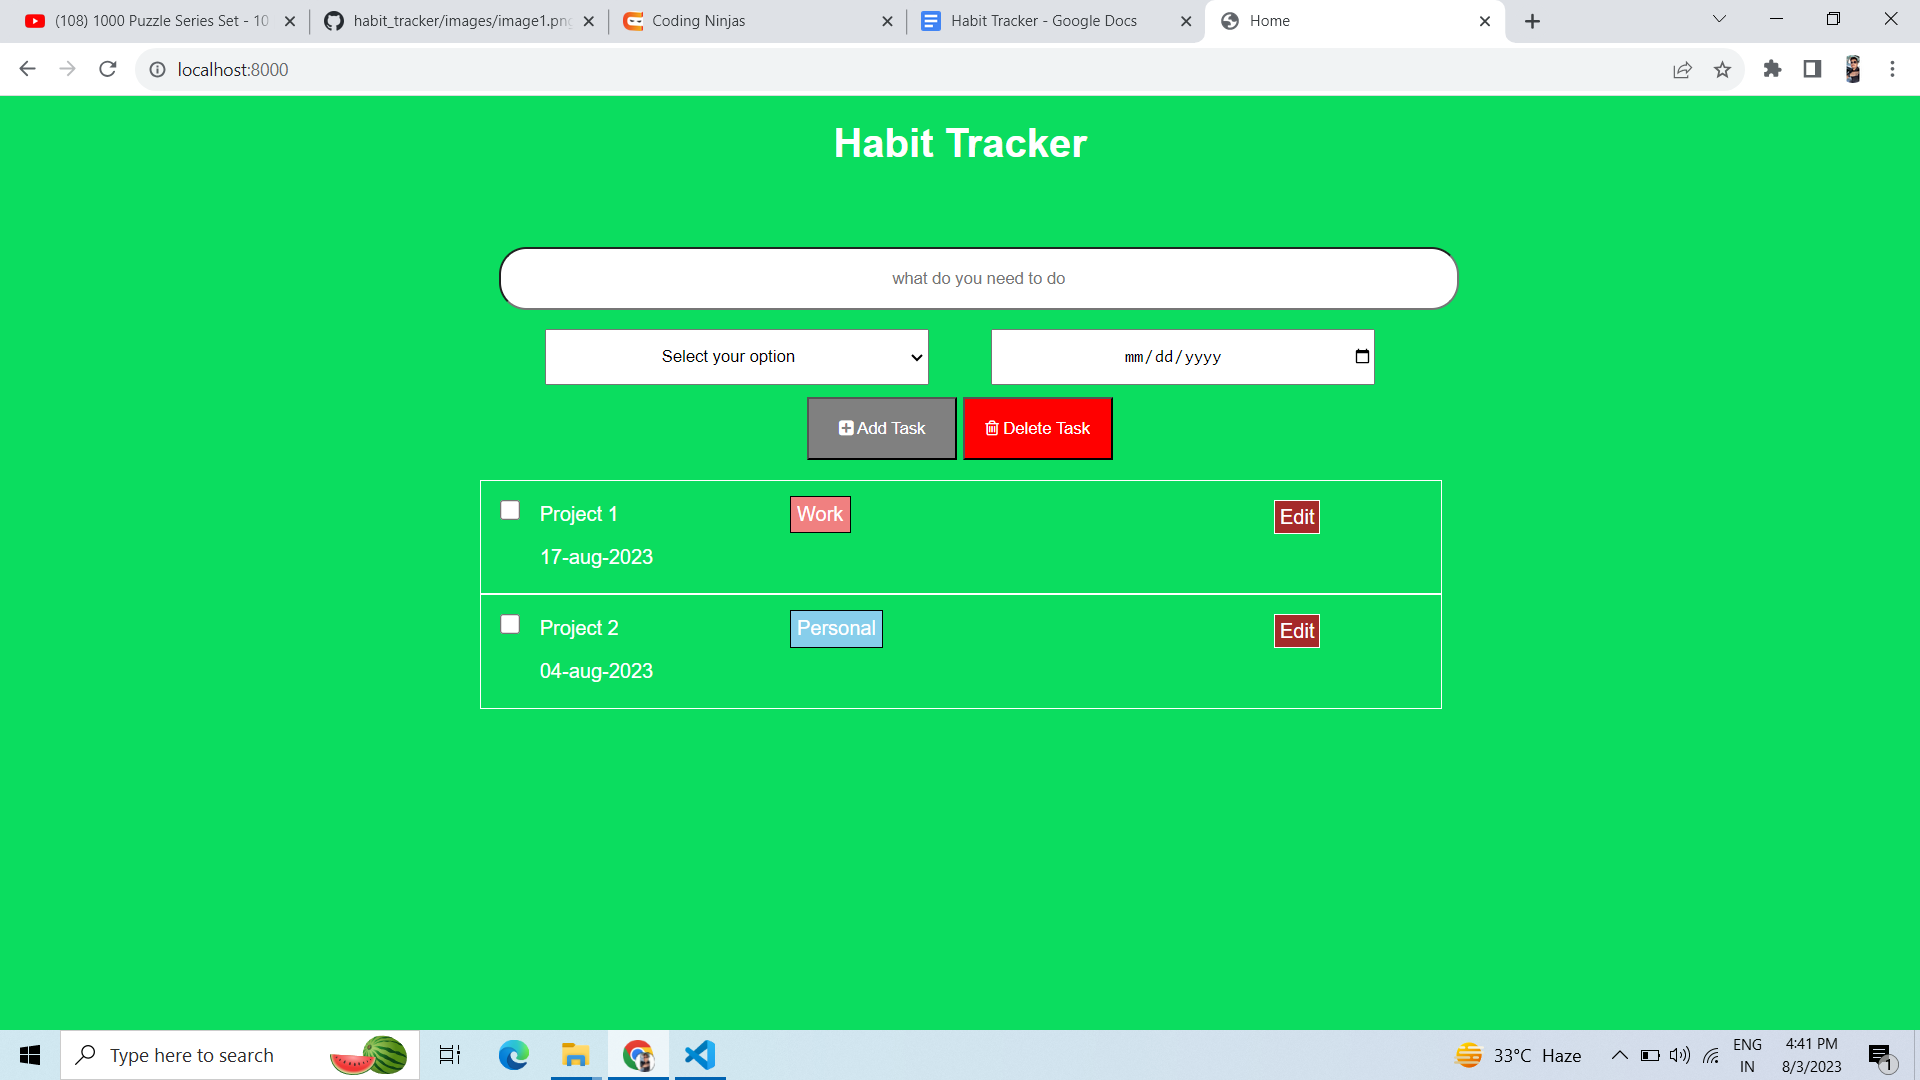 (108) 1000 Puzzle Series Set - 10
habit_tracker/images/image1.png
Coding Ninjas
Habit Tracker - Google Docs
Home
localhost:8000
Habit Tracker
what do you need to do
Select your option
mm/dd/yyyy
Add Task
Delete Task
Project 1
Work
Edit
17-aug-2023
Project 2
Personal
Edit
04-aug-2023
Type here to search
33°C Haze
ENG
IN
4:41 PM
8/3/2023
1